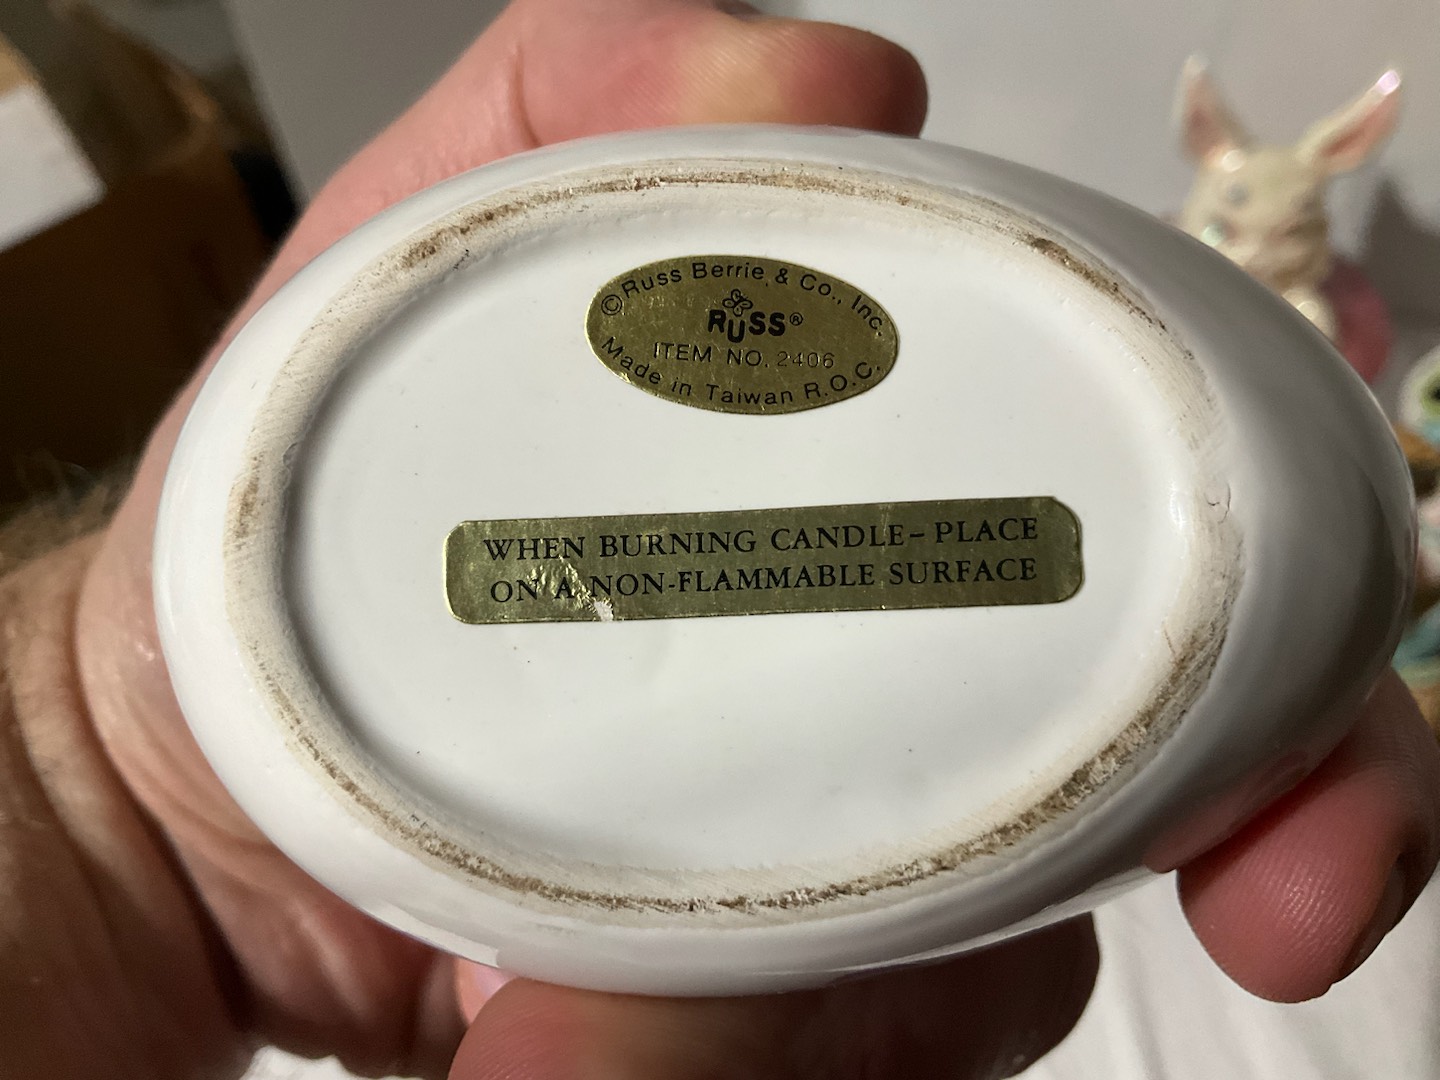 © Russ Berrie & Co., Inc.
RUSS®
ITEM NO. 2406
Made in Taiwan R.O.C.
WHEN BURNING CANDLE – PLACE
ON A NON-FLAMMABLE SURFACE